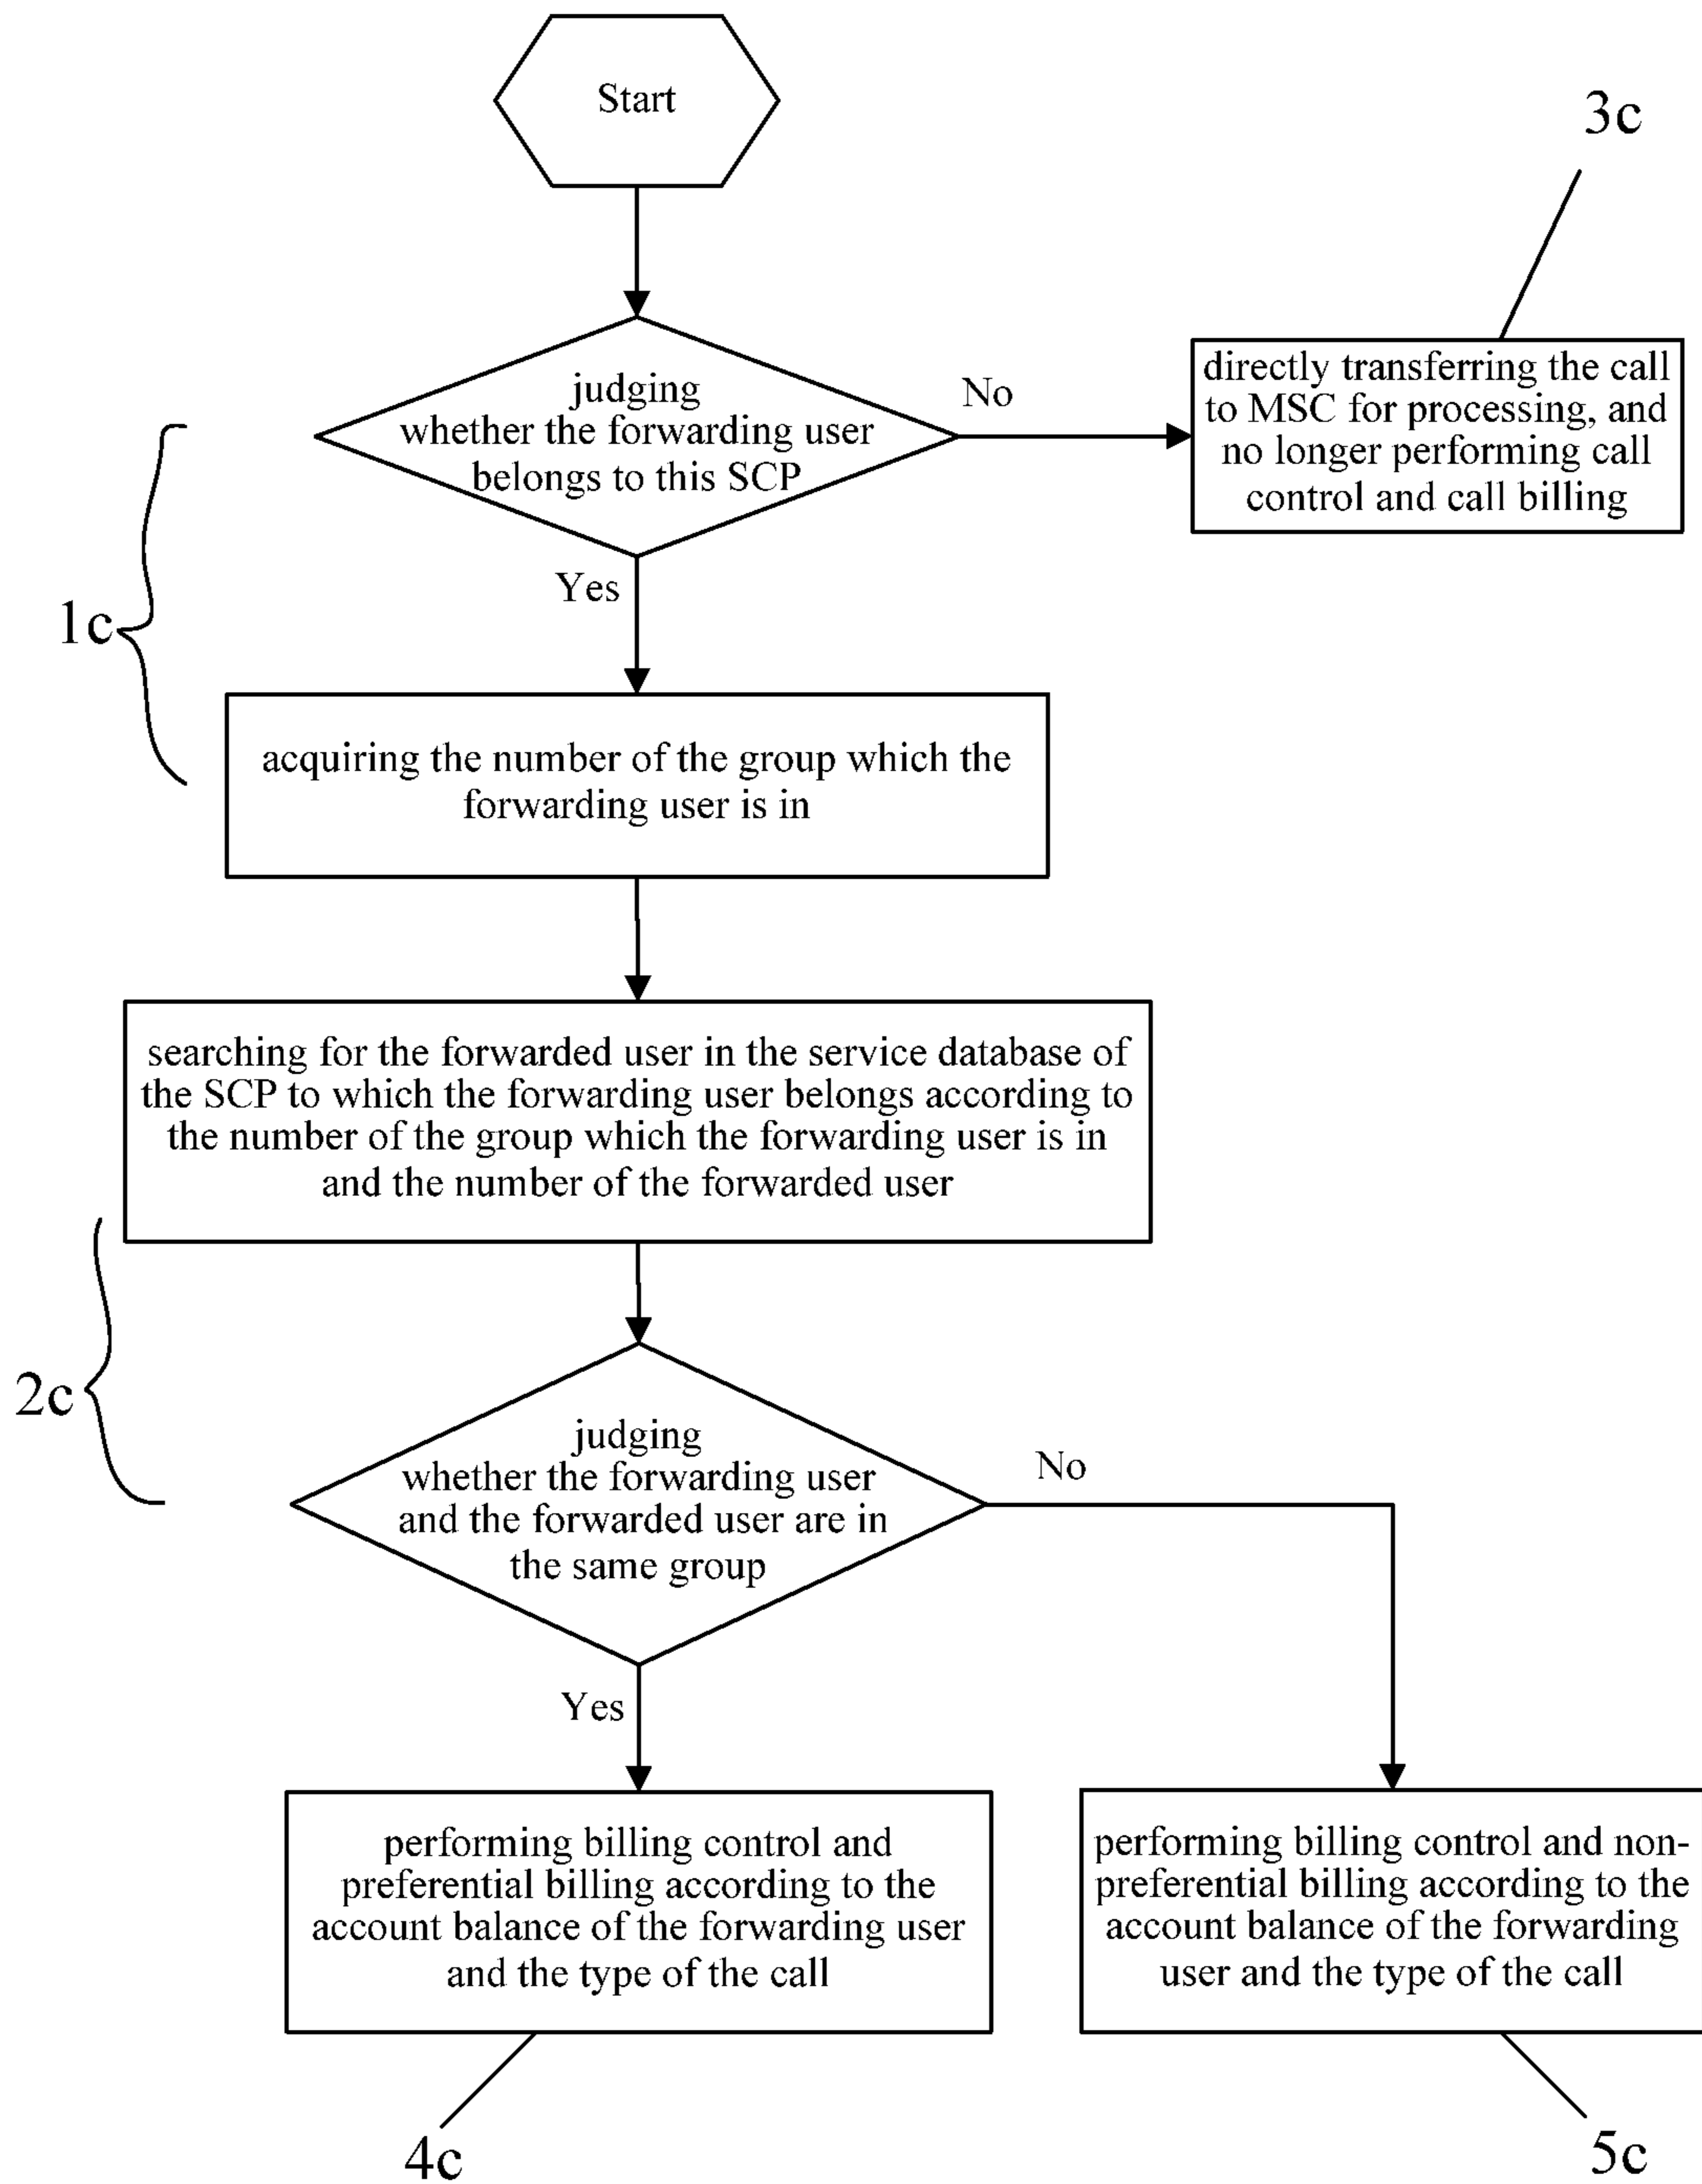 Start
3c
judging
whether the forwarding user
belongs to this SCP
No
directly transferring the call
to MSC for processing, and
no longer performing call
control and call billing
Yes
1c
acquiring the number of the group which the
forwarding user is in
searching for the forwarded user in the service database of
the SCP to which the forwarding user belongs according to
the number of the group which the forwarding user is in
and the number of the forwarded user
2c
judging
whether the forwarding user
and the forwarded user are in
the same group
No
Yes
performing billing control and
preferential billing according to the
account balance of the forwarding user
and the type of the call
performing billing control and non-
preferential billing according to the
account balance of the forwarding
user and the type of the call
4c
5c